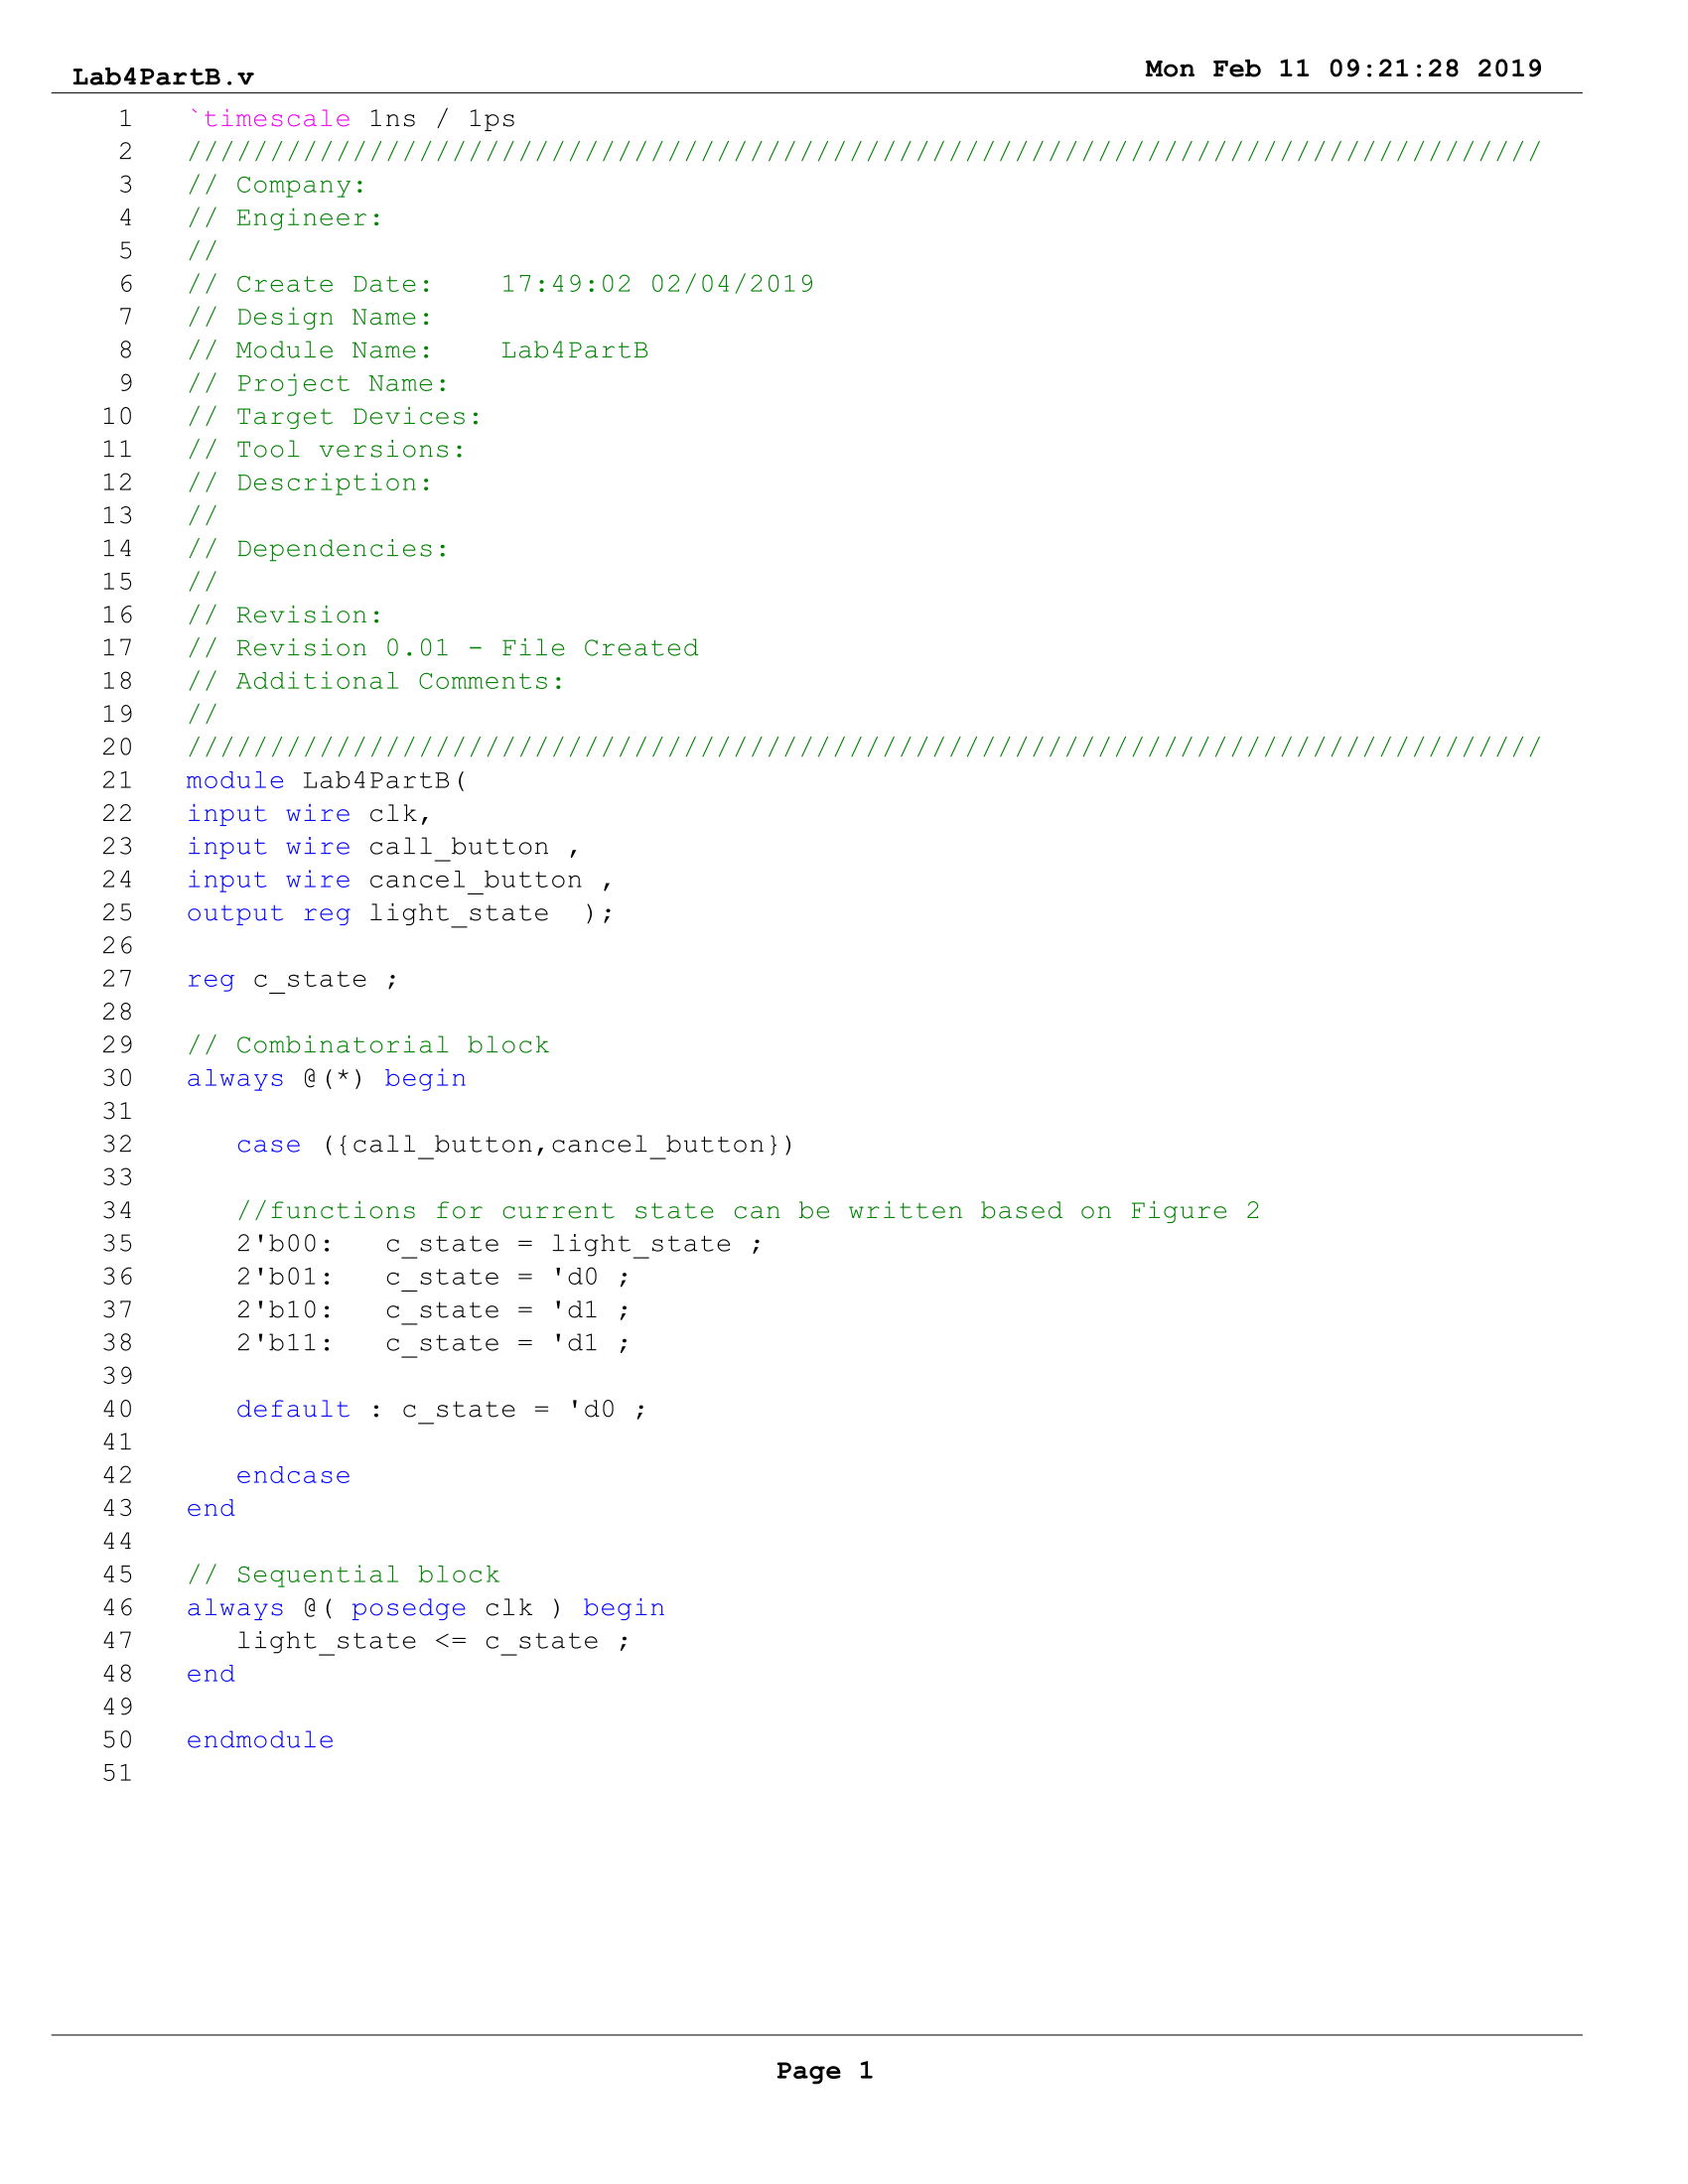 Lab4PartB.v
Mon Feb 11 09:21:28 2019
1 `timescale 1ns / 1ps
2 //////////////////////////////////////////////////////////////////////////////////
3 // Company:
4 // Engineer:
5 //
6 // Create Date:    17:49:02 02/04/2019
7 // Design Name:
8 // Module Name:    Lab4PartB
9 // Project Name:
10 // Target Devices:
11 // Tool versions:
12 // Description:
13 //
14 // Dependencies:
15 //
16 // Revision:
17 // Revision 0.01 - File Created
18 // Additional Comments:
19 //
20 //////////////////////////////////////////////////////////////////////////////////
21 module Lab4PartB(
22 input wire clk,
23 input wire call_button ,
24 input wire cancel_button ,
25 output reg light_state  );
26
27 reg c_state ;
28
29 // Combinatorial block
30 always @(*) begin
31
32    case ({call_button,cancel_button})
33
34    //functions for current state can be written based on Figure 2
35    2'b00:   c_state = light_state ;
36    2'b01:   c_state = 'd0 ;
37    2'b10:   c_state = 'd1 ;
38    2'b11:   c_state = 'd1 ;
39
40    default : c_state = 'd0 ;
41
42    endcase
43 end
44
45 // Sequential block
46 always @( posedge clk ) begin
47    light_state <= c_state ;
48 end
49
50 endmodule
51
Page 1